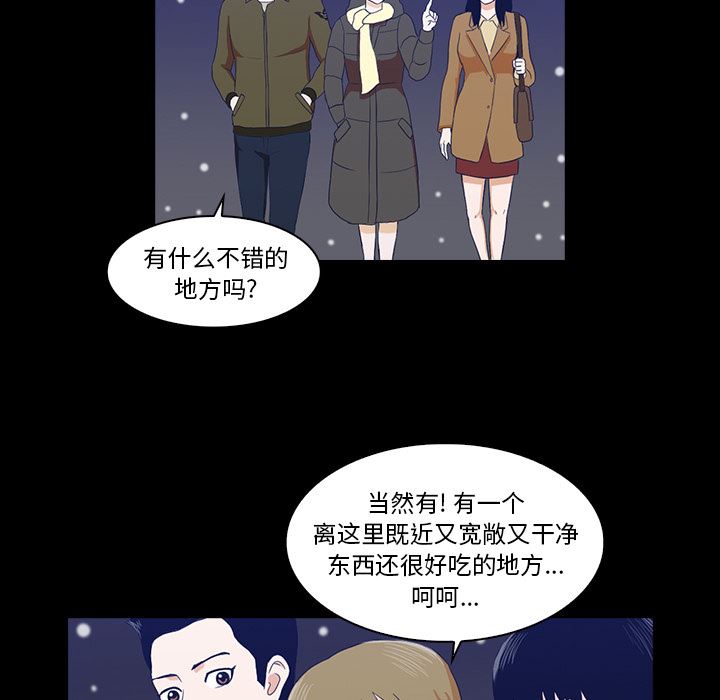 有什么不错的
地方吗?
当然有! 有一个
离这里既近又宽敞又干净
东西还很好吃的地方...
呵呵...